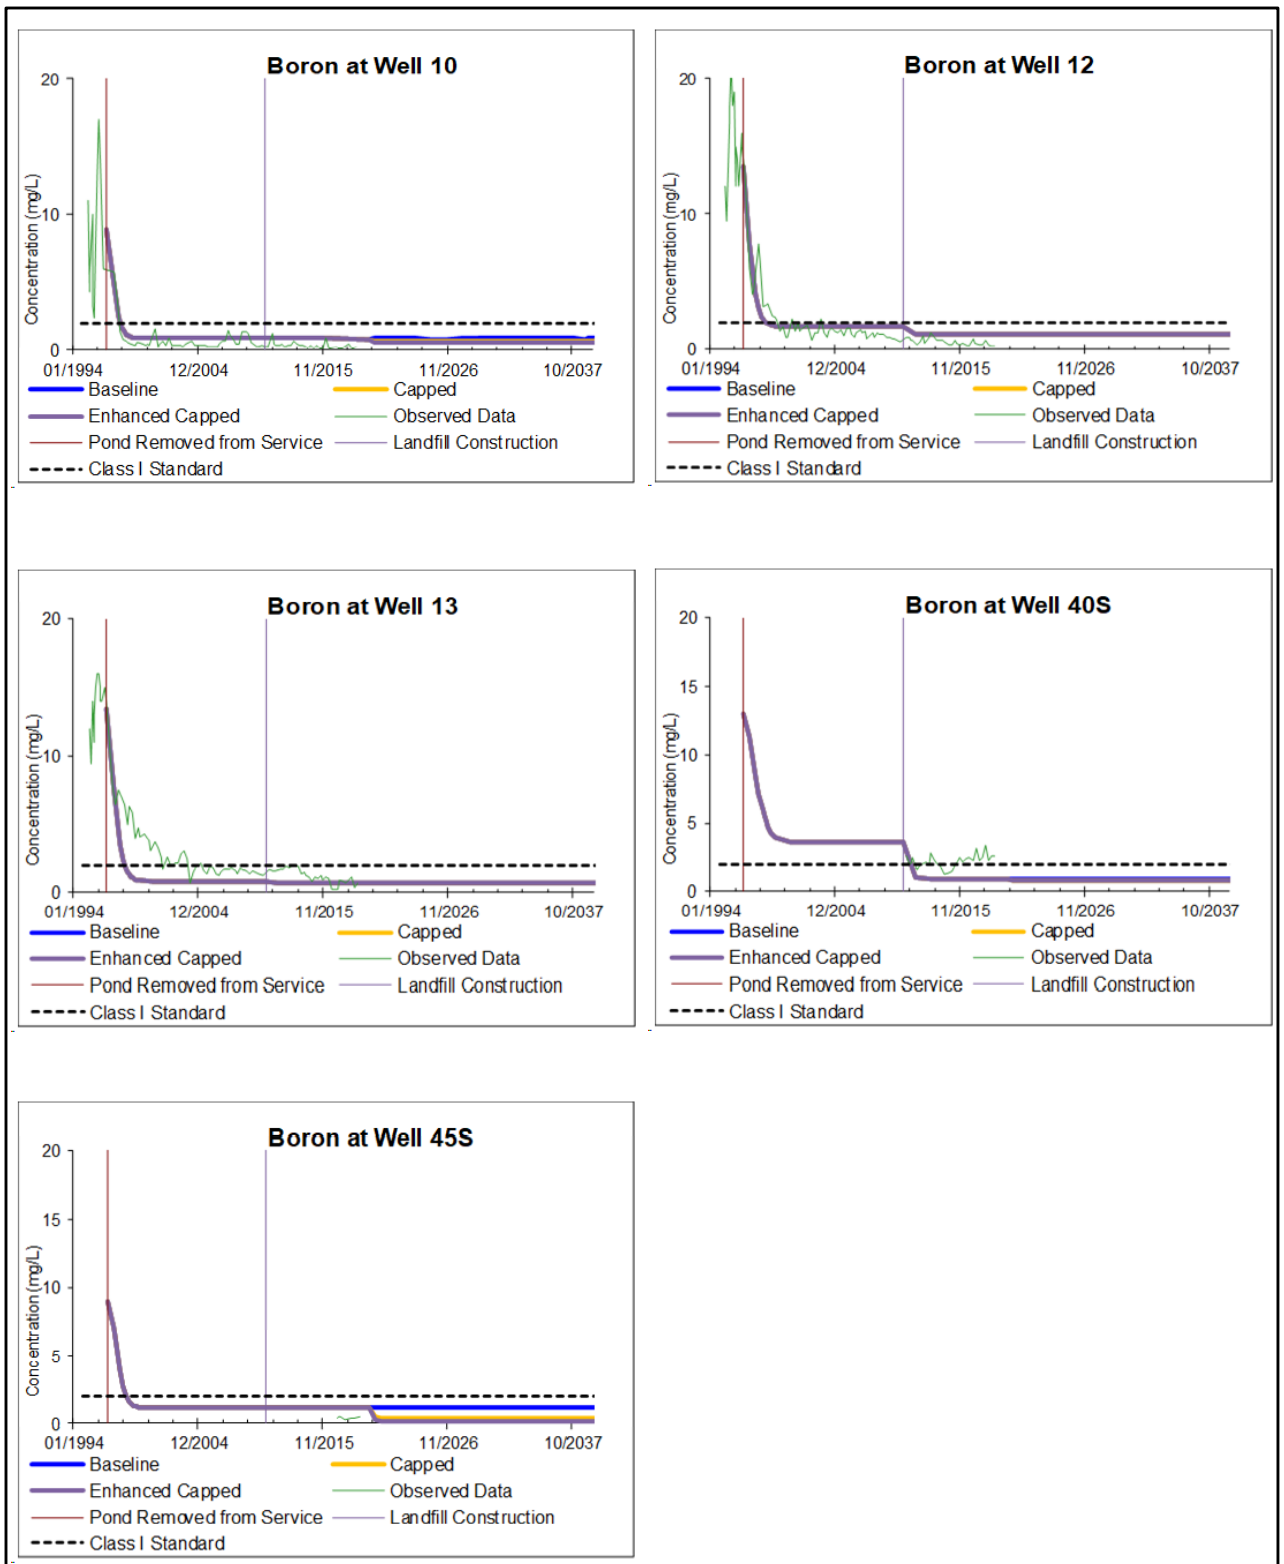 Boron at Well 10
20
10
0
Concentration (mg/L)
01/1994 12/2004 11/2015 11/2026 10/2037
Baseline Capped
Enhanced Capped Observed Data
Pond Removed from Service Landfill Construction
Class I Standard
Boron at Well 12
20
10
0
Concentration (mg/L)
01/1994 12/2004 11/2015 11/2026 10/2037
Baseline Capped
Enhanced Capped Observed Data
Pond Removed from Service Landfill Construction
Class I Standard
Boron at Well 13
20
10
0
Concentration (mg/L)
01/1994 12/2004 11/2015 11/2026 10/2037
Baseline Capped
Enhanced Capped Observed Data
Pond Removed from Service Landfill Construction
Class I Standard
Boron at Well 40S
20
15
10
5
0
Concentration (mg/L)
01/1994 12/2004 11/2015 11/2026 10/2037
Baseline Capped
Enhanced Capped Observed Data
Pond Removed from Service Landfill Construction
Class I Standard
Boron at Well 45S
20
15
10
5
0
Concentration (mg/L)
01/1994 12/2004 11/2015 11/2026 10/2037
Baseline Capped
Enhanced Capped Observed Data
Pond Removed from Service Landfill Construction
Class I Standard